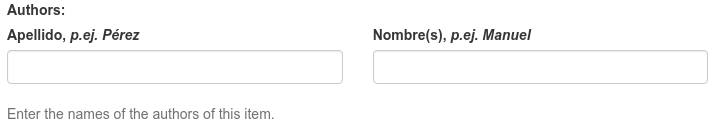 Authors:
Apellido, p.ej. Pérez Nombre(s), p.ej. Manuel
Enter the names of the authors of this item.